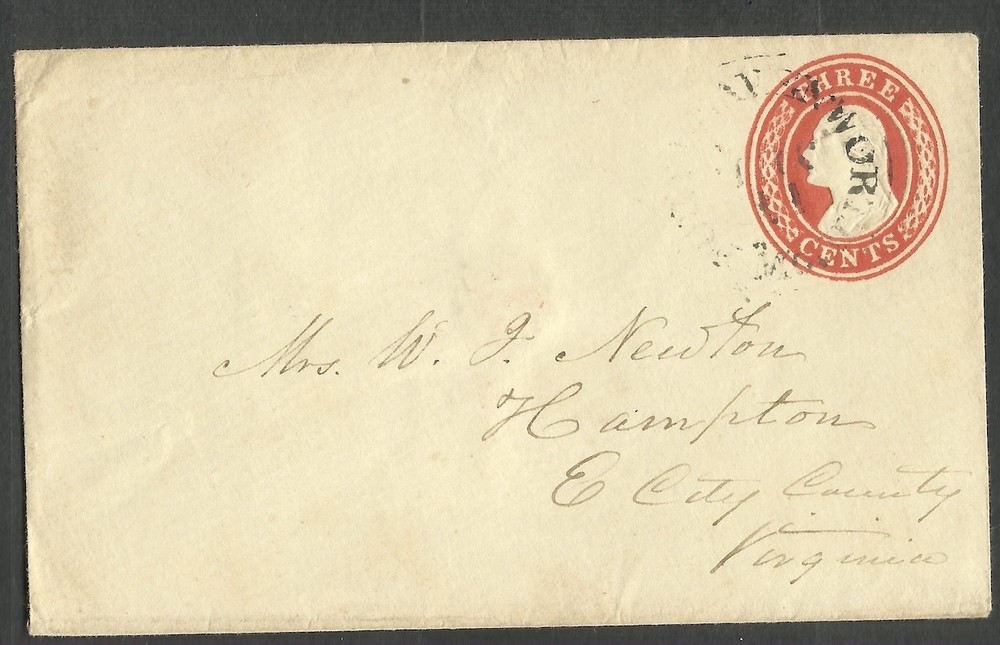 THREE
CENTS
Mrs. W. J. Newton
Hampton
E City County
Virginia